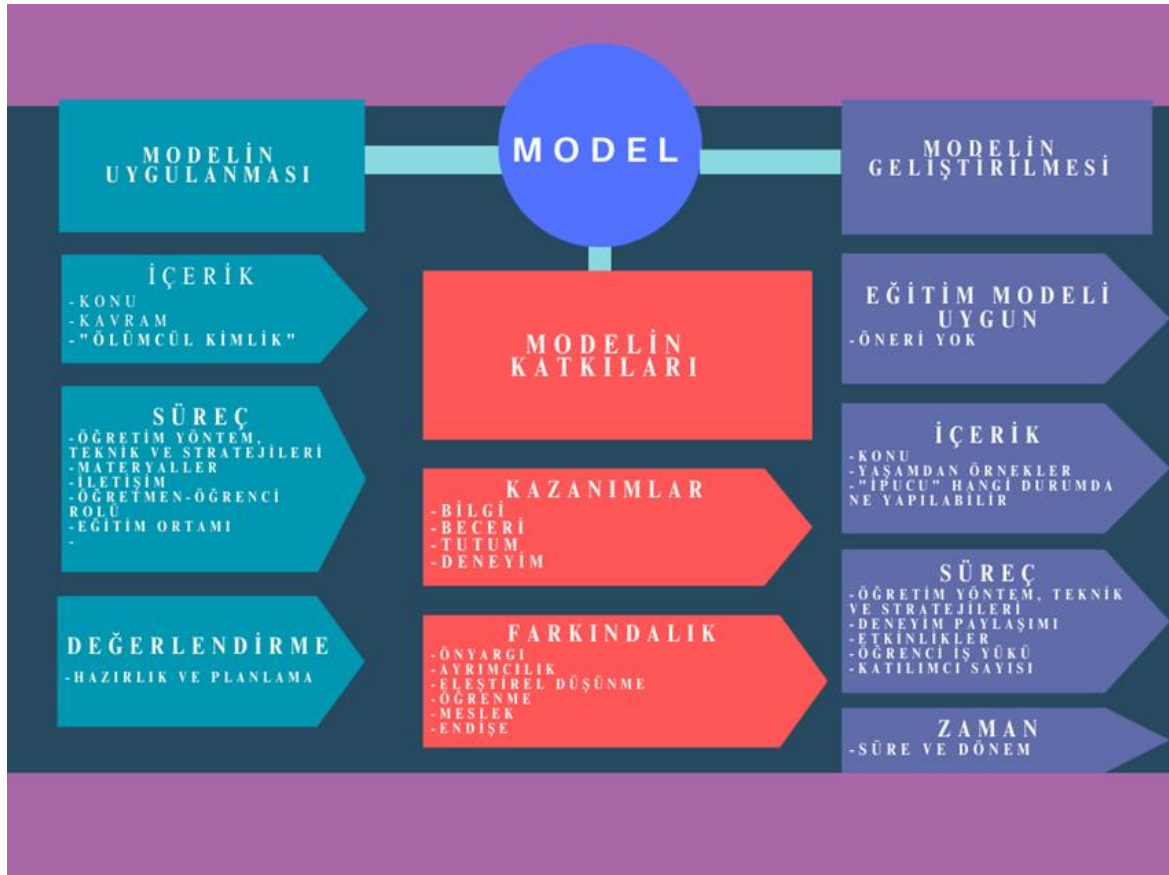 MODEL
MODELİN
UYGULANMASI
İÇERİK
-KONU
-KAVRAM
-"ÖLÜMCÜL KİMLİK"
SÜREÇ
-ÖĞRETİM YÖNTEM,
TEKNİK VE STRATEJİLERİ
-MATERYALLER
-İLETİŞİM
-ÖĞRETMEN-ÖĞRENCİ
ROLÜ
-EĞİTİM ORTAMI
-
DEĞERLENDİRME
-HAZIRLIK VE PLANLAMA
MODELİN
KATKILARI
KAZANIMLAR
-BİLGİ
-BECERİ
-TUTUM
-DENEYİM
FARKINDALIK
-ÖNYARGI
-AYRIMCILIK
-ELEŞTİREL DÜŞÜNME
-ÖĞRENME
-MESLEK
-ENDİŞE
MODELİN
GELİŞTİRİLMESİ
EĞİTİM MODELİ
UYGUN
-ÖNERİ YOK
İÇERİK
-KONU
-YAŞAMDAN ÖRNEKLER
-"İPUCU" HANGİ DURUMDA
NE YAPILABİLİR
SÜREÇ
-ÖĞRETİM YÖNTEM, TEKNİK
VE STRATEJİLERİ
-DENEYİM PAYLAŞIMI
-ETKİNLİKLER
-ÖĞRENCİ İŞ YÜKÜ
-KATILIMCI SAYISI
ZAMAN
-SÜRE VE DÖNEM